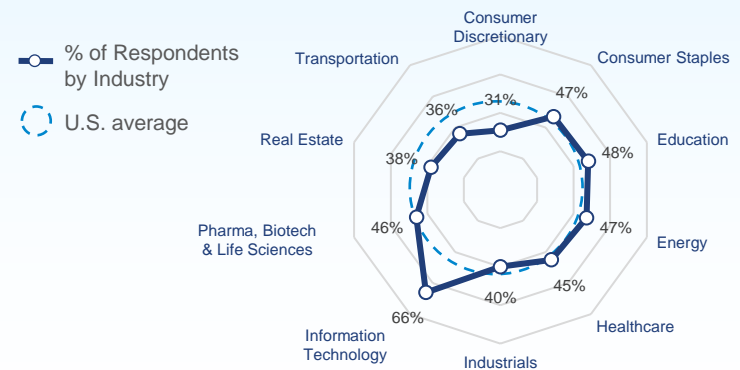 % of Respondents
by Industry
U.S. average
Consumer
Discretionary
31%
Consumer Staples
47%
Education
48%
Energy
47%
Healthcare
45%
Industrials
40%
Information
Technology
66%
Pharma, Biotech
& Life Sciences
46%
Real Estate
38%
Transportation
36%